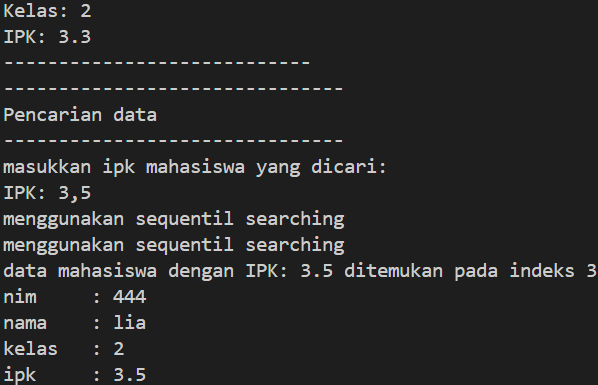 Kelas: 2
IPK: 3.3
----------------------------
-------------------------------
Pencarian data
-------------------------------
masukkan ipk mahasiswa yang dicari:
IPK: 3,5
menggunakan sequentil searching
menggunakan sequentil searching
data mahasiswa dengan IPK: 3.5 ditemukan pada indeks 3
nim     : 444
nama    : lia
kelas   : 2
ipk     : 3.5